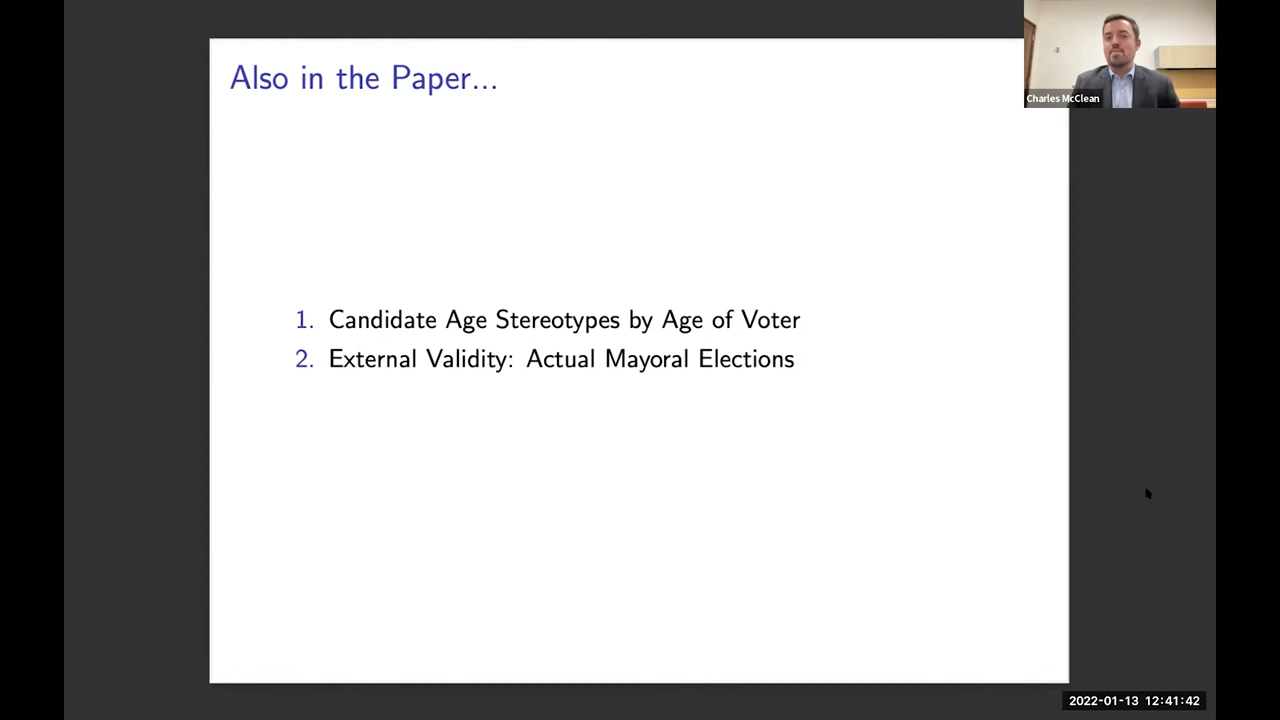 Also in the Paper...
Charles McClean
1. Candidate Age Stereotypes by Age of Voter
2. External Validity: Actual Mayoral Elections
2022-01-13 12:41:42